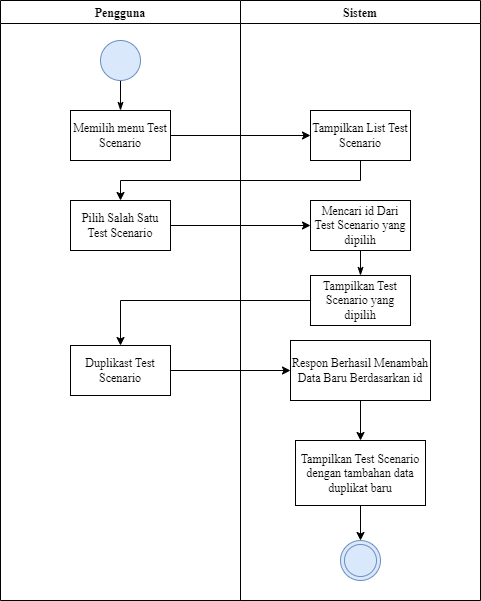 Pengguna
Sistem
Memilih menu Test
Scenario
Tampilkan List Test
Scenario
Pilih Salah Satu
Test Scenario
Mencari id Dari
Test Scenario yang
dipilih
Tampilkan Test
Scenario yang
dipilih
Duplikast Test
Scenario
Respon Berhasil Menambah
Data Baru Berdasarkan id
Tampilkan Test Scenario
dengan tambahan data
duplikat baru